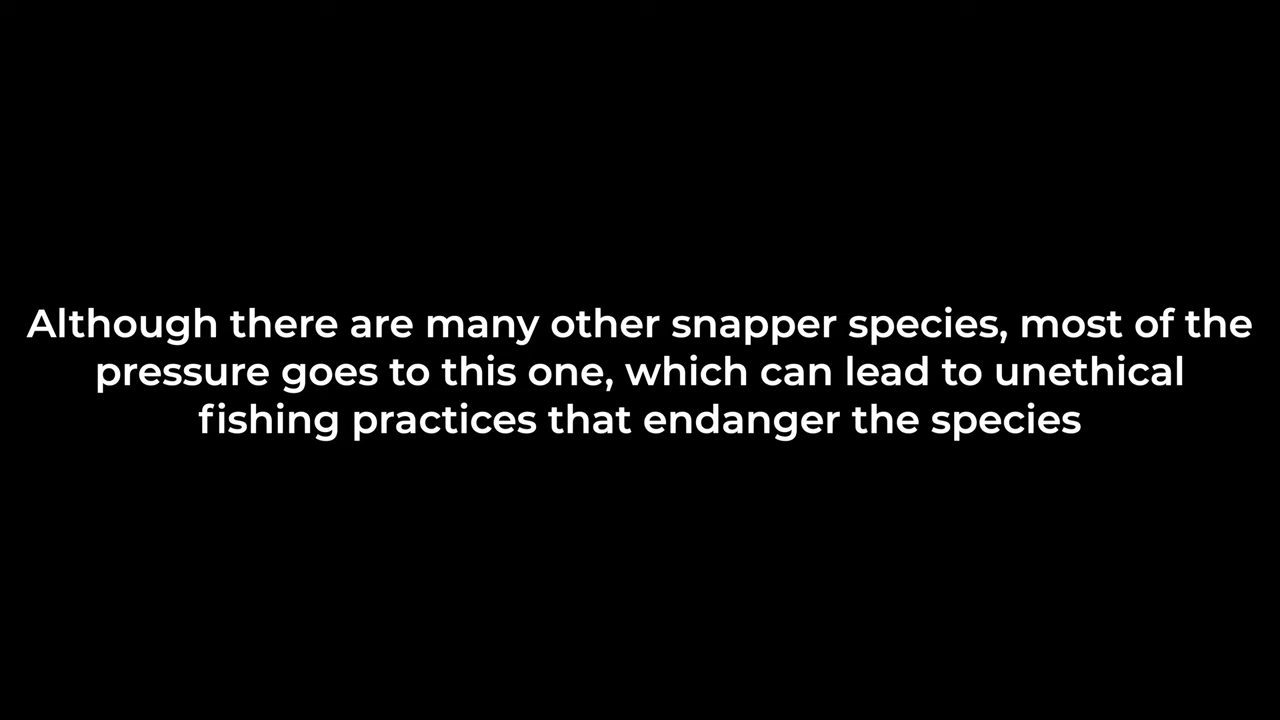 Although there are many other snapper species, most of the
pressure goes to this one, which can lead to unethical
fishing practices that endanger the species